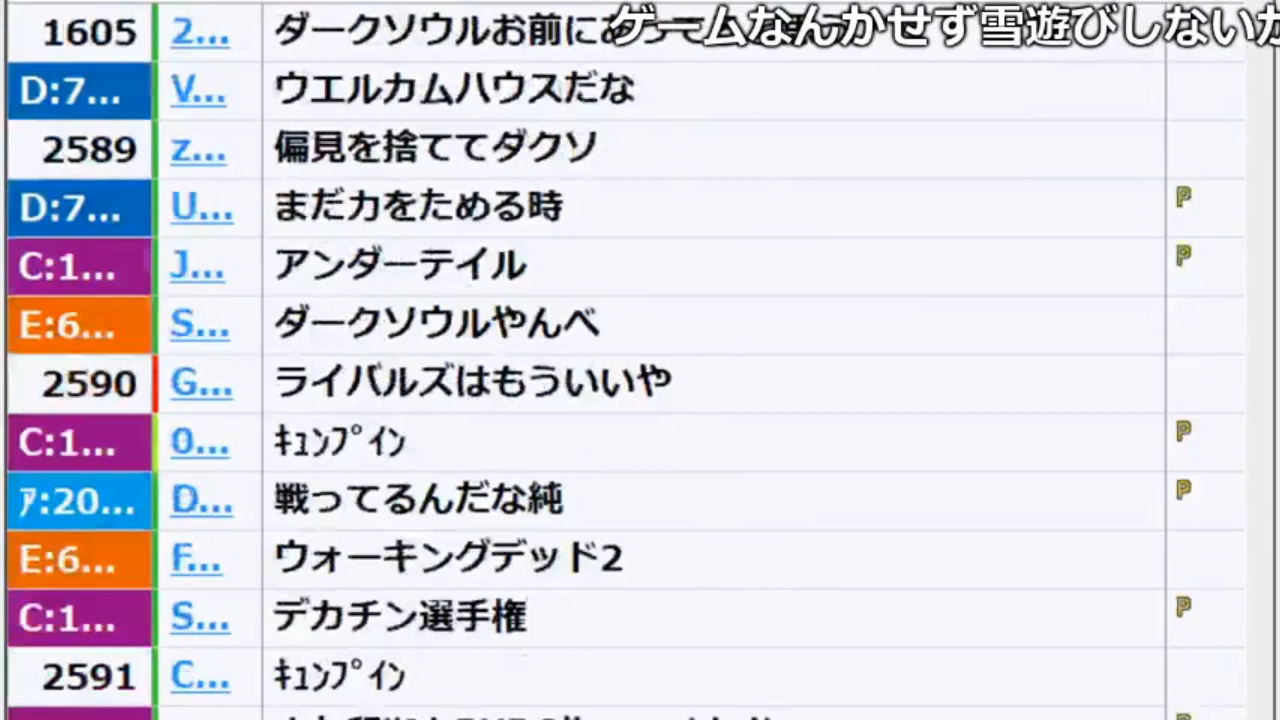 1605 2... ダークソウルお前に
ゲームなんかせず雪遊びしないか
D:7... V... ウエルカムハウスだな
2589 z... 偏見を捨ててダクソ
D:7... U... まだ力をためる時 P
C:1... J... アンダーテイル P
E:6... S... ダークソウルやんべ
2590 G... ライバルズはもういいや
C:1... 0... ｷｭﾝﾌﾟｲﾝ P
ｱ:20... D... 戦ってるんだな純 P
E:6... F... ウォーキングデッド2
C:1... S... デカチン選手権 P
2591 C... ｷｭﾝﾌﾟｲﾝ